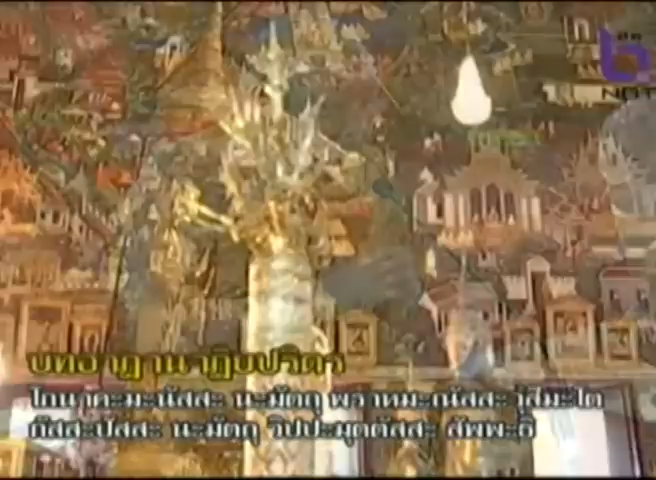 NDT
บทอาฏานาฏิยปริตร
โกนาคะมะนัสสะ นะมัตถุ พราหมะณัสสะ วุสีมะโต
กัสสะปัสสะ นะมัตถุ วิปปะมุตตัสสะ สัพพะธิ